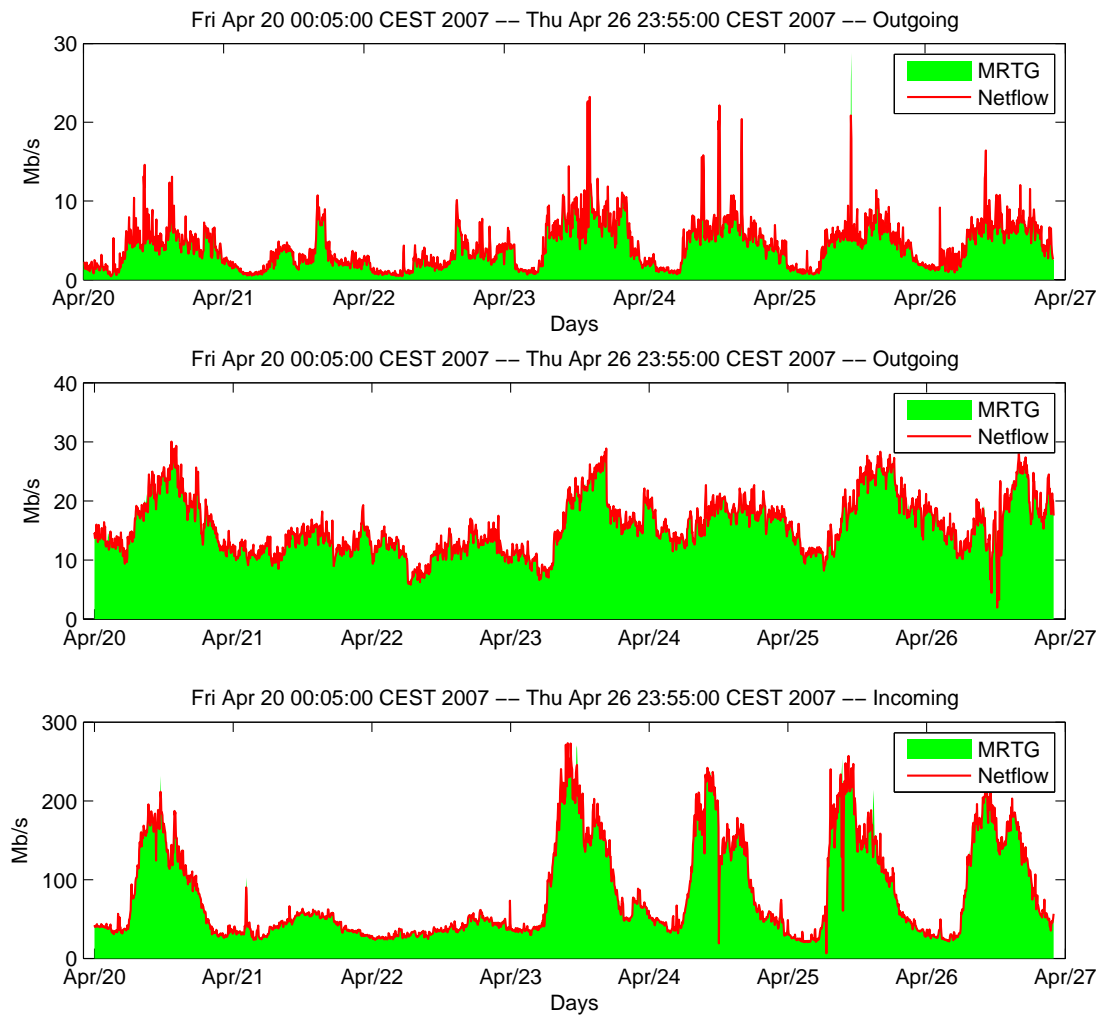 Fri Apr 20 00:05:00 CEST 2007 −− Thu Apr 26 23:55:00 CEST 2007 −− Outgoing
30
20
10
0
Mb/s
MRTG
Netflow
Apr/20 Apr/21 Apr/22 Apr/23 Apr/24 Apr/25 Apr/26 Apr/27
Days
Fri Apr 20 00:05:00 CEST 2007 −− Thu Apr 26 23:55:00 CEST 2007 −− Outgoing
40
30
20
10
0
Mb/s
MRTG
Netflow
Apr/20 Apr/21 Apr/22 Apr/23 Apr/24 Apr/25 Apr/26 Apr/27
Fri Apr 20 00:05:00 CEST 2007 −− Thu Apr 26 23:55:00 CEST 2007 −− Incoming
300
200
100
0
Mb/s
MRTG
Netflow
Apr/20 Apr/21 Apr/22 Apr/23 Apr/24 Apr/25 Apr/26 Apr/27
Days